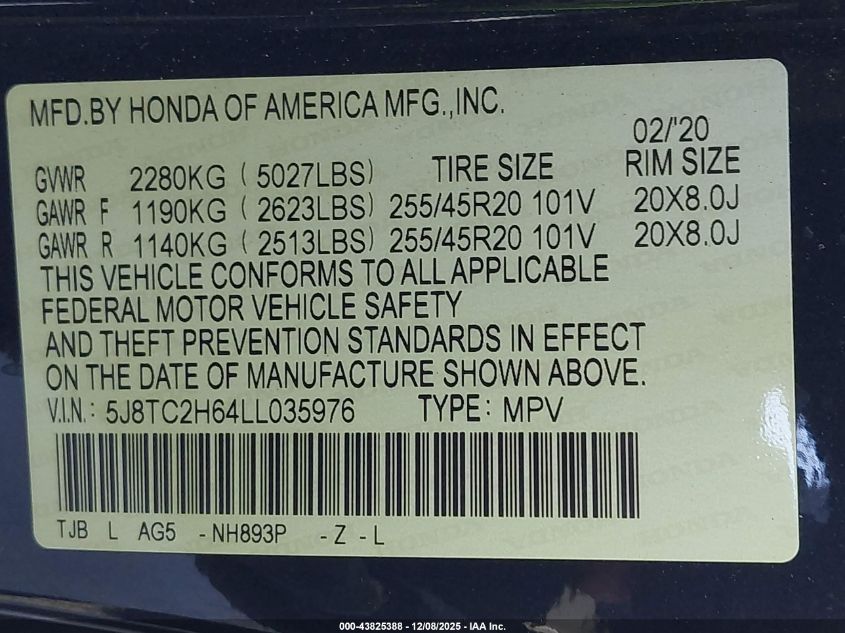 MFD.BY HONDA OF AMERICA MFG.,INC.
02/'20
GVWR 2280KG ( 5027LBS) TIRE SIZE RIM SIZE
GAWR F 1190KG ( 2623LBS) 255/45R20 101V 20X8.0J
GAWR R 1140KG ( 2513LBS) 255/45R20 101V 20X8.0J
THIS VEHICLE CONFORMS TO ALL APPLICABLE
FEDERAL MOTOR VEHICLE SAFETY
AND THEFT PREVENTION STANDARDS IN EFFECT
ON THE DATE OF MANUFACTURE SHOWN ABOVE.
V.I.N.: 5J8TC2H64LL035976 TYPE: MPV
TJB L AG5 -NH893P - Z - L
000-43825388 - 12/08/2025 - IAA Inc.